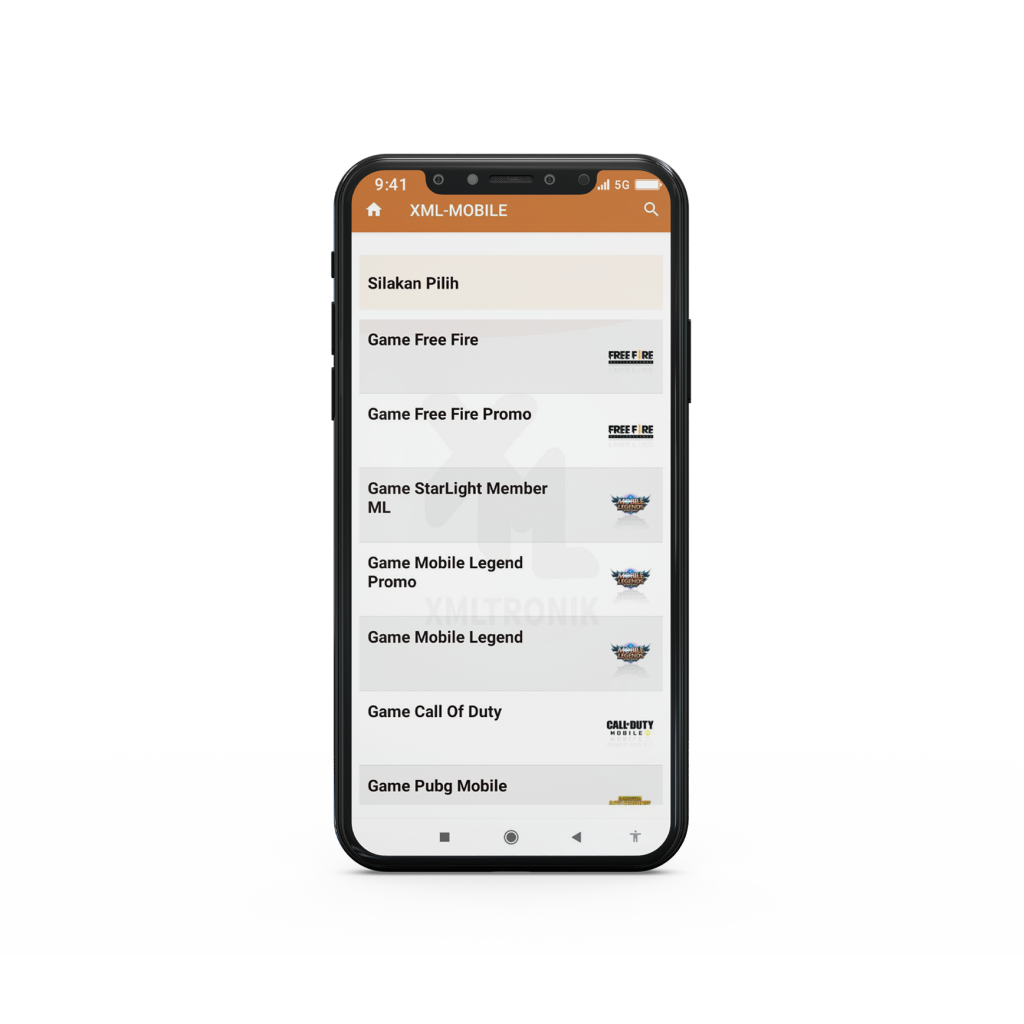 9:41
5G
XML-MOBILE
Silakan Pilih
Game Free Fire
FREE FIRE
Game Free Fire Promo
FREE FIRE
Game StarLight Member
ML
MOBILE
LEGENDS
Game Mobile Legend
Promo
MOBILE
LEGENDS
XML
XMLTRONIK
Game Mobile Legend
MOBILE
LEGENDS
Game Call Of Duty
CALL OF DUTY
MOBILE
Game Pubg Mobile